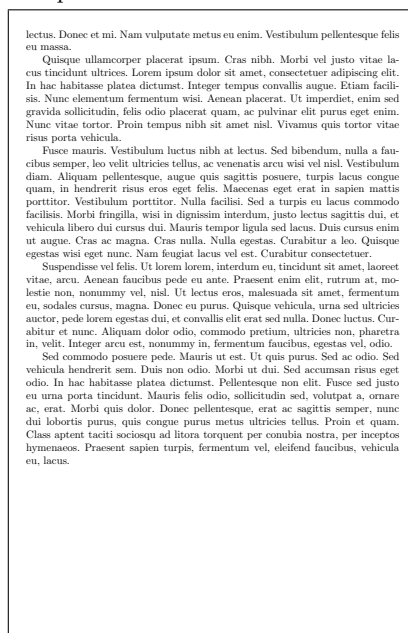 lectus. Donec et mi. Nam vulputate metus eu enim. Vestibulum pellentesque felis
eu massa.
Quisque ullamcorper placerat ipsum. Cras nibh. Morbi vel justo vitae la-
cus tincidunt ultrices. Lorem ipsum dolor sit amet, consectetuer adipiscing elit.
In hac habitasse platea dictumst. Integer tempus convallis augue. Etiam facili-
sis. Nunc elementum fermentum wisi. Aenean placerat. Ut imperdiet, enim sed
gravida sollicitudin, felis odio placerat quam, ac pulvinar elit purus eget enim.
Nunc vitae tortor. Proin tempus nibh sit amet nisl. Vivamus quis tortor vitae
risus porta vehicula.
Fusce mauris. Vestibulum luctus nibh at lectus. Sed bibendum, nulla a fau-
cibus semper, leo velit ultricies tellus, ac venenatis arcu wisi vel nisl. Vestibulum
diam. Aliquam pellentesque, augue quis sagittis posuere, turpis lacus congue
quam, in hendrerit risus eros eget felis. Maecenas eget erat in sapien mattis
porttitor. Vestibulum porttitor. Nulla facilisi. Sed a turpis eu lacus commodo
facilisis. Morbi fringilla, wisi in dignissim interdum, justo lectus sagittis dui, et
vehicula libero dui cursus dui. Mauris tempor ligula sed lacus. Duis cursus enim
ut augue. Cras ac magna. Cras nulla. Nulla egestas. Curabitur a leo. Quisque
egestas wisi eget nunc. Nam feugiat lacus vel est. Curabitur consectetuer.
Suspendisse vel felis. Ut lorem lorem, interdum eu, tincidunt sit amet, laoreet
vitae, arcu. Aenean faucibus pede eu ante. Praesent enim elit, rutrum at, mo-
lestie non, nonummy vel, nisl. Ut lectus eros, malesuada sit amet, fermentum
eu, sodales cursus, magna. Donec eu purus. Quisque vehicula, urna sed ultricies
auctor, pede lorem egestas dui, et convallis elit erat sed nulla. Donec luctus. Cur-
abitur et nunc. Aliquam dolor odio, commodo pretium, ultricies non, pharetra
in, velit. Integer arcu est, nonummy in, fermentum faucibus, egestas vel, odio.
Sed commodo posuere pede. Mauris ut est. Ut quis purus. Sed ac odio. Sed
vehicula hendrerit sem. Duis non odio. Morbi ut dui. Sed accumsan risus eget
odio. In hac habitasse platea dictumst. Pellentesque non elit. Fusce sed justo
eu urna porta tincidunt. Mauris felis odio, sollicitudin sed, volutpat a, ornare
ac, erat. Morbi quis dolor. Donec pellentesque, erat ac sagittis semper, nunc
dui lobortis purus, quis congue purus metus ultricies tellus. Proin et quam.
Class aptent taciti sociosqu ad litora torquent per conubia nostra, per inceptos
hymenaeos. Praesent sapien turpis, fermentum vel, eleifend faucibus, vehicula
eu, lacus.